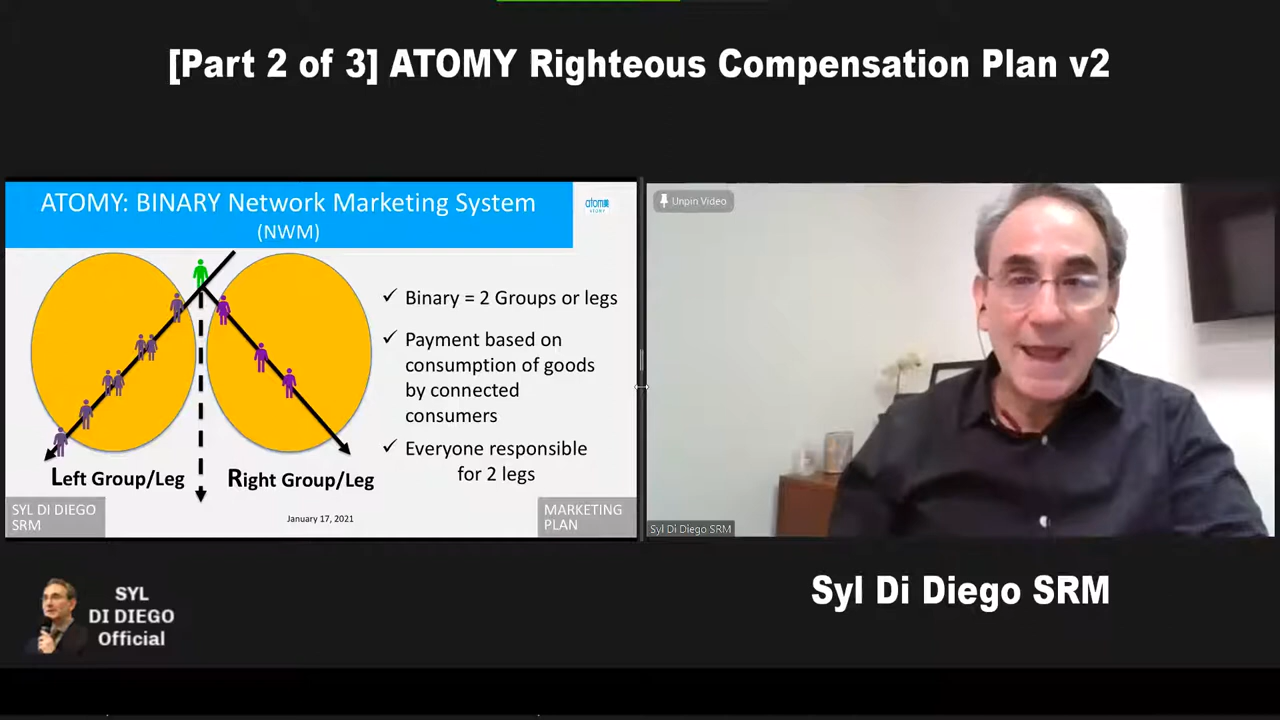 [Part 2 of 3] ATOMY Righteous Compensation Plan v2
ATOMY: BINARY Network Marketing System
(NWM)
atomy
ATOMY
✓ Binary = 2 Groups or legs
✓ Payment based on
consumption of goods
by connected
consumers
✓ Everyone responsible
for 2 legs
Left Group/Leg
Right Group/Leg
SYL DI DIEGO
SRM
January 17, 2021
MARKETING
PLAN
Unpin Video
Syl Di Diego SRM
SYL
DI DIEGO
Official
Syl Di Diego SRM